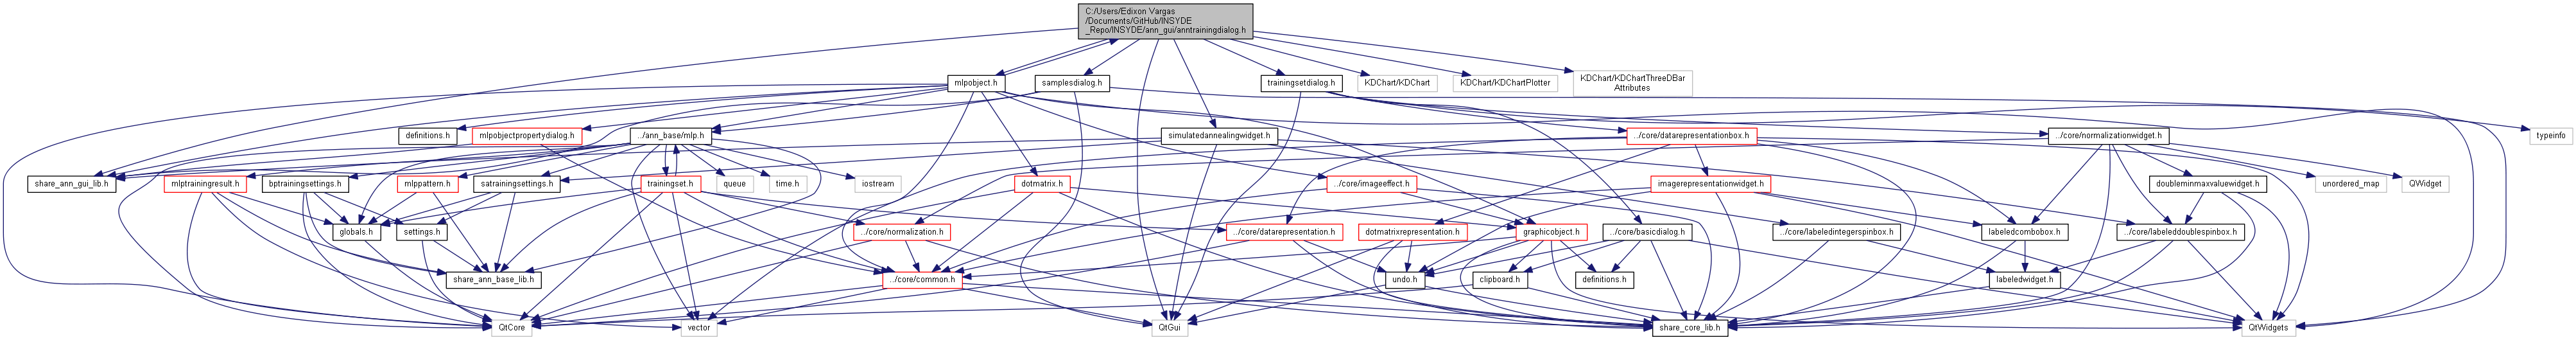 C:/Users/Edixon Vargas
/Documents/GitHub/INSYDE
_Repo/INSYDE/ann_gui/anntrainingdialog.h
mlpobject.h
samplesdialog.h
trainingsetdialog.h
KDChart/KDChart
KDChart/KDChartPlotter
KDChart/KDChartThreeDBar
Attributes
definitions.h
mlpobjectpropertydialog.h
../ann_base/mlp.h
simulatedannealingwidget.h
../core/datarepresentationbox.h
../core/normalizationwidget.h
typeinfo
share_ann_gui_lib.h
mlptrainingresult.h
bptrainingsettings.h
mlppattern.h
satrainingsettings.h
trainingset.h
queue
time.h
iostream
dotmatrix.h
../core/imageeffect.h
imagerepresentationwidget.h
doubleminmaxvaluewidget.h
unordered_map
QWidget
globals.h
settings.h
../core/normalization.h
../core/datarepresentation.h
dotmatrixrepresentation.h
graphicobject.h
../core/basicdialog.h
../core/labeledintegerspinbox.h
labeledcombobox.h
../core/labeleddoublespinbox.h
share_ann_base_lib.h
../core/common.h
undo.h
clipboard.h
definitions.h
labeledwidget.h
QtCore
vector
QtGui
share_core_lib.h
QtWidgets